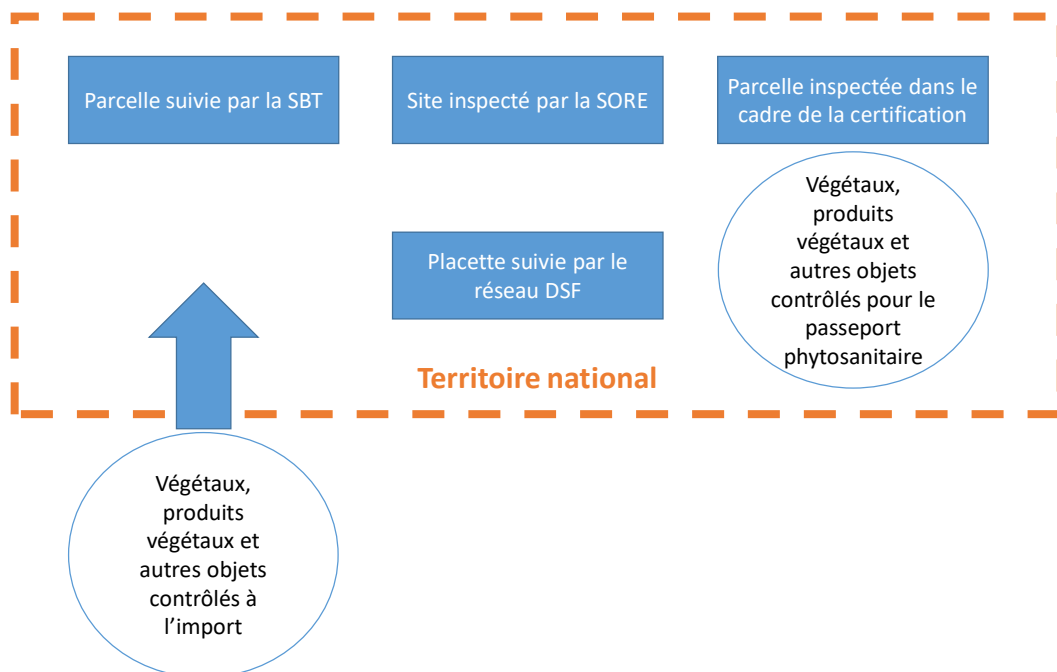 Parcelle suivie par la SBT
Site inspecté par la SORE
Parcelle inspectée dans le
cadre de la certification
Végétaux,
produits
végétaux et
autres objets
contrôlés pour le
passeport
phytosanitaire
Placette suivie par le
réseau DSF
Territoire national
Végétaux,
produits
végétaux et
autres objets
contrôlés à
l’import